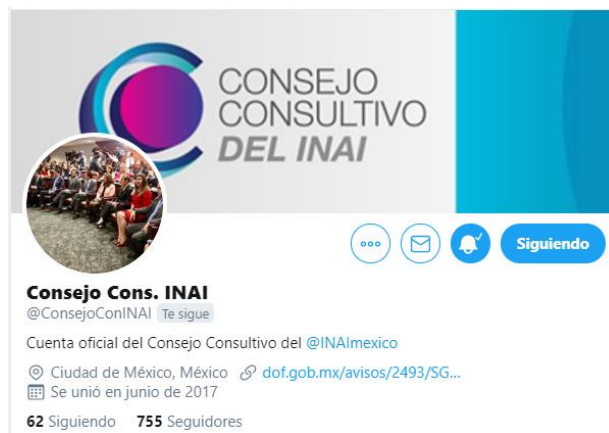 CONSEJO
CONSULTIVO
DEL INAI
Siguiendo
Consejo Cons. INAI
@ConsejoConINAI Te sigue
Cuenta oficial del Consejo Consultivo del @INAImexico
Ciudad de México, México dof.gob.mx/avisos/2493/SG...
Se unió en junio de 2017
62 Siguiendo 755 Seguidores